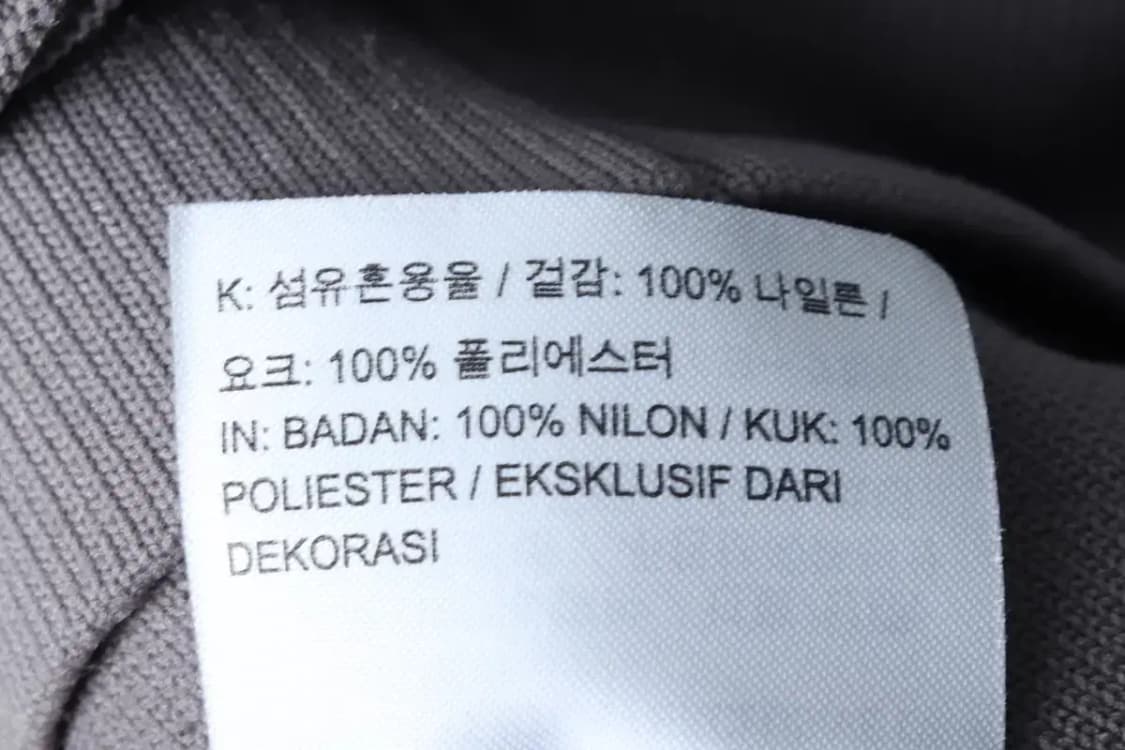 K: 섬유혼용율 / 겉감: 100% 나일론 /
요크: 100% 폴리에스터
IN: BADAN: 100% NILON / KUK: 100%
POLIESTER / EKSKLUSIF DARI
DEKORASI